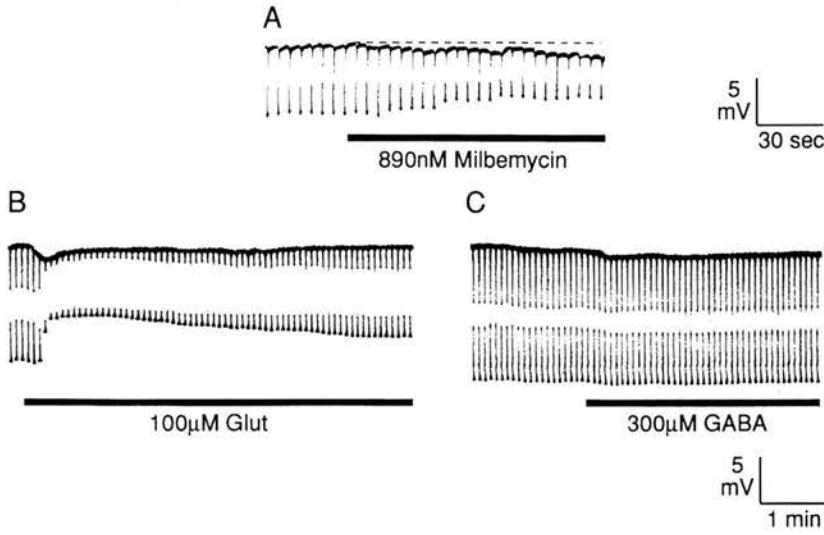 A
5
mV
30 sec
890nM Milbemycin
B
C
100μM Glut
300μM GABA
5
mV
1 min